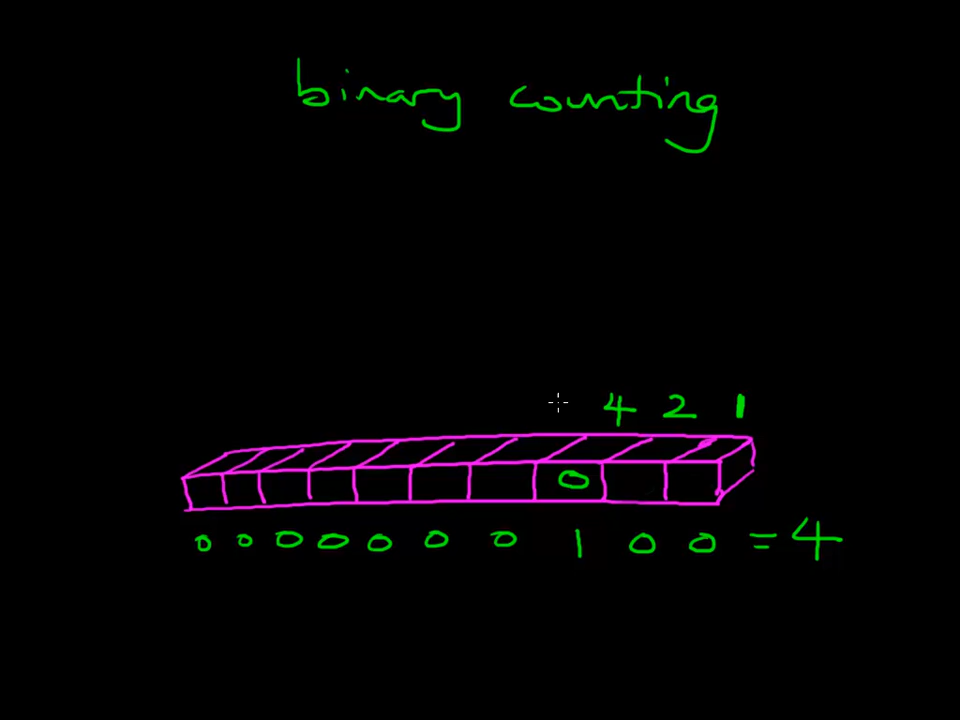 binary counting
4 2 1
0
0 0 0 0 0 0 0 1 0 0 = 4